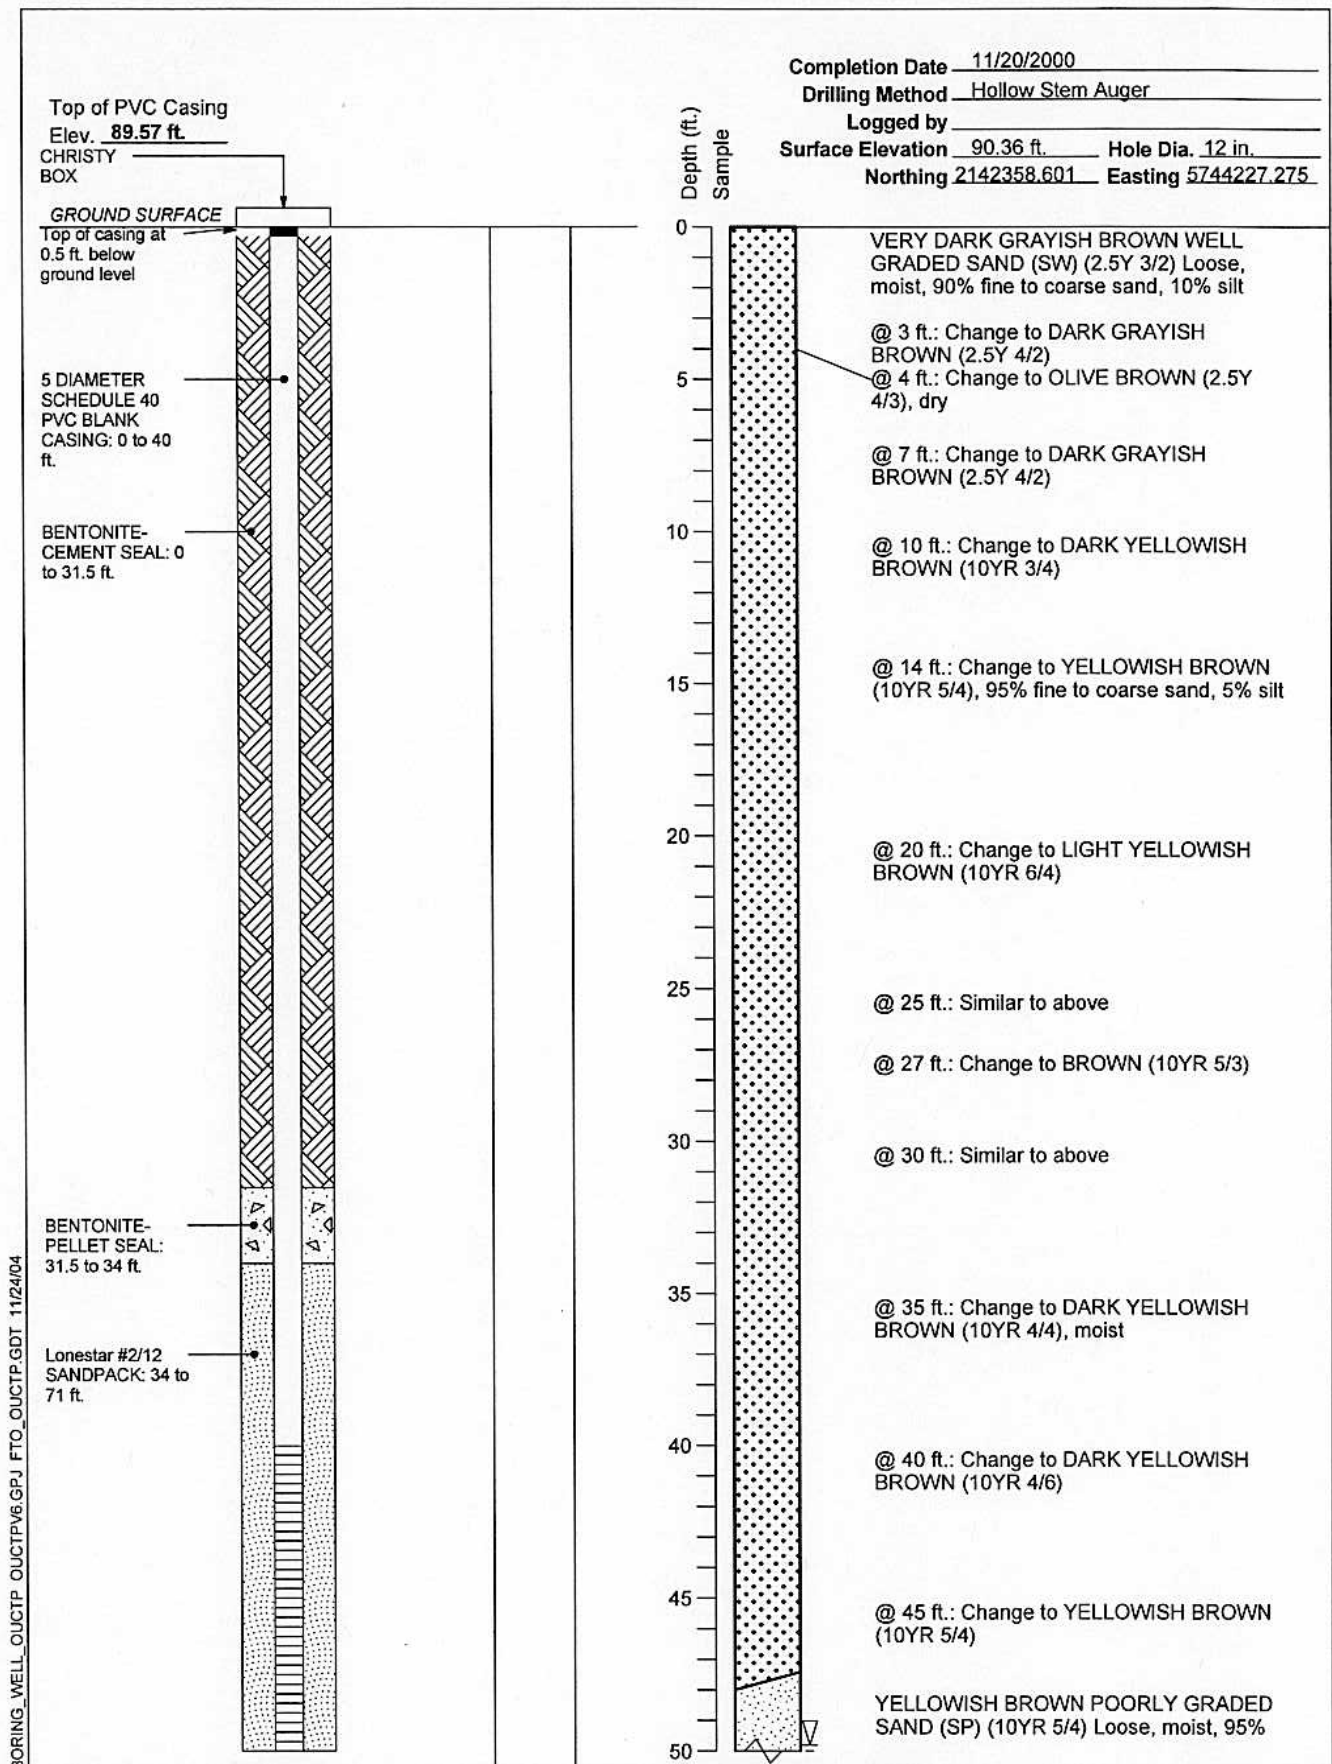 Completion Date 11/20/2000
Drilling Method Hollow Stem Auger
Logged by
Surface Elevation 90.36 ft. Hole Dia. 12 in.
Northing 2142358.601 Easting 5744227.275
Top of PVC Casing
Elev. 89.57 ft.
CHRISTY
BOX
GROUND SURFACE
Top of casing at
0.5 ft. below
ground level
5 DIAMETER
SCHEDULE 40
PVC BLANK
CASING: 0 to 40
ft.
BENTONITE-
CEMENT SEAL: 0
to 31.5 ft.
BENTONITE-
PELLET SEAL:
31.5 to 34 ft.
Lonestar #2/12
SANDPACK: 34 to
71 ft.
Depth (ft.)
Sample
0
5
10
15
20
25
30
35
40
45
50
VERY DARK GRAYISH BROWN WELL
GRADED SAND (SW) (2.5Y 3/2) Loose,
moist, 90% fine to coarse sand, 10% silt
@ 3 ft.: Change to DARK GRAYISH
BROWN (2.5Y 4/2)
@ 4 ft.: Change to OLIVE BROWN (2.5Y
4/3), dry
@ 7 ft.: Change to DARK GRAYISH
BROWN (2.5Y 4/2)
@ 10 ft.: Change to DARK YELLOWISH
BROWN (10YR 3/4)
@ 14 ft.: Change to YELLOWISH BROWN
(10YR 5/4), 95% fine to coarse sand, 5% silt
@ 20 ft.: Change to LIGHT YELLOWISH
BROWN (10YR 6/4)
@ 25 ft.: Similar to above
@ 27 ft.: Change to BROWN (10YR 5/3)
@ 30 ft.: Similar to above
@ 35 ft.: Change to DARK YELLOWISH
BROWN (10YR 4/4), moist
@ 40 ft.: Change to DARK YELLOWISH
BROWN (10YR 4/6)
@ 45 ft.: Change to YELLOWISH BROWN
(10YR 5/4)
YELLOWISH BROWN POORLY GRADED
SAND (SP) (10YR 5/4) Loose, moist, 95%
BORING_WELL_OUCTP OUCTPV6.GPJ FTO_OUCTP.GDT 11/24/04